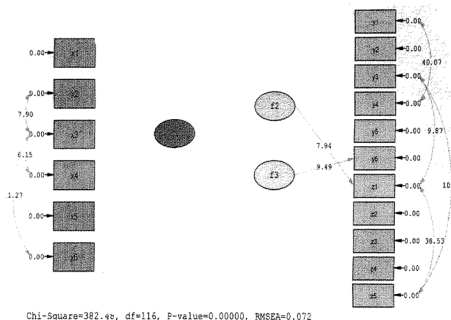 0.00 x1
0.00 x2
7.90
0.00 x3
6.15
0.00 x4
1.27
0.00 x5
0.00 x6
f2
f3
7.94
9.49
y1 0.00
y2 0.00
40.07
y3 0.00
y4 0.00
y5 0.00
9.87
y6 0.00
z1 0.00
10
z2 0.00
z3 0.00
38.53
z4 0.00
z5 0.00
Chi-Square=382.48, df=116, P-value=0.00000, RMSEA=0.072